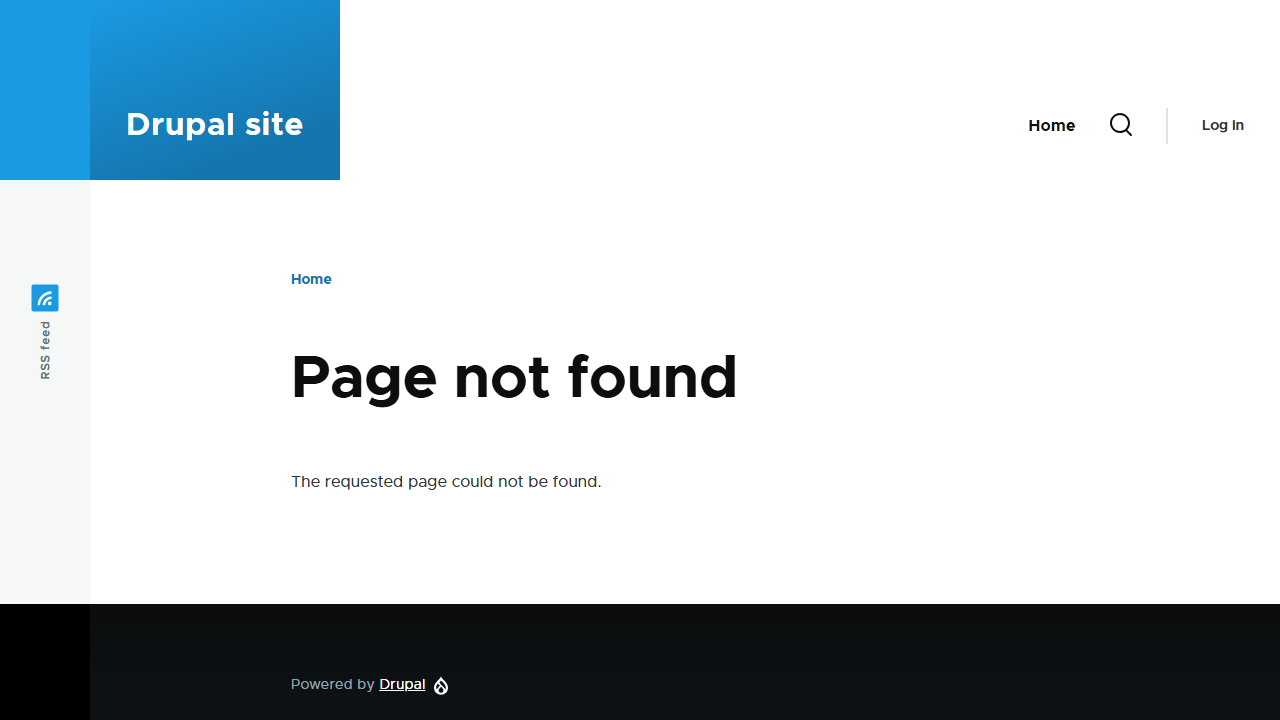 Drupal site
Home
Log In
RSS feed
Home
Page not found
The requested page could not be found.
Powered by Drupal